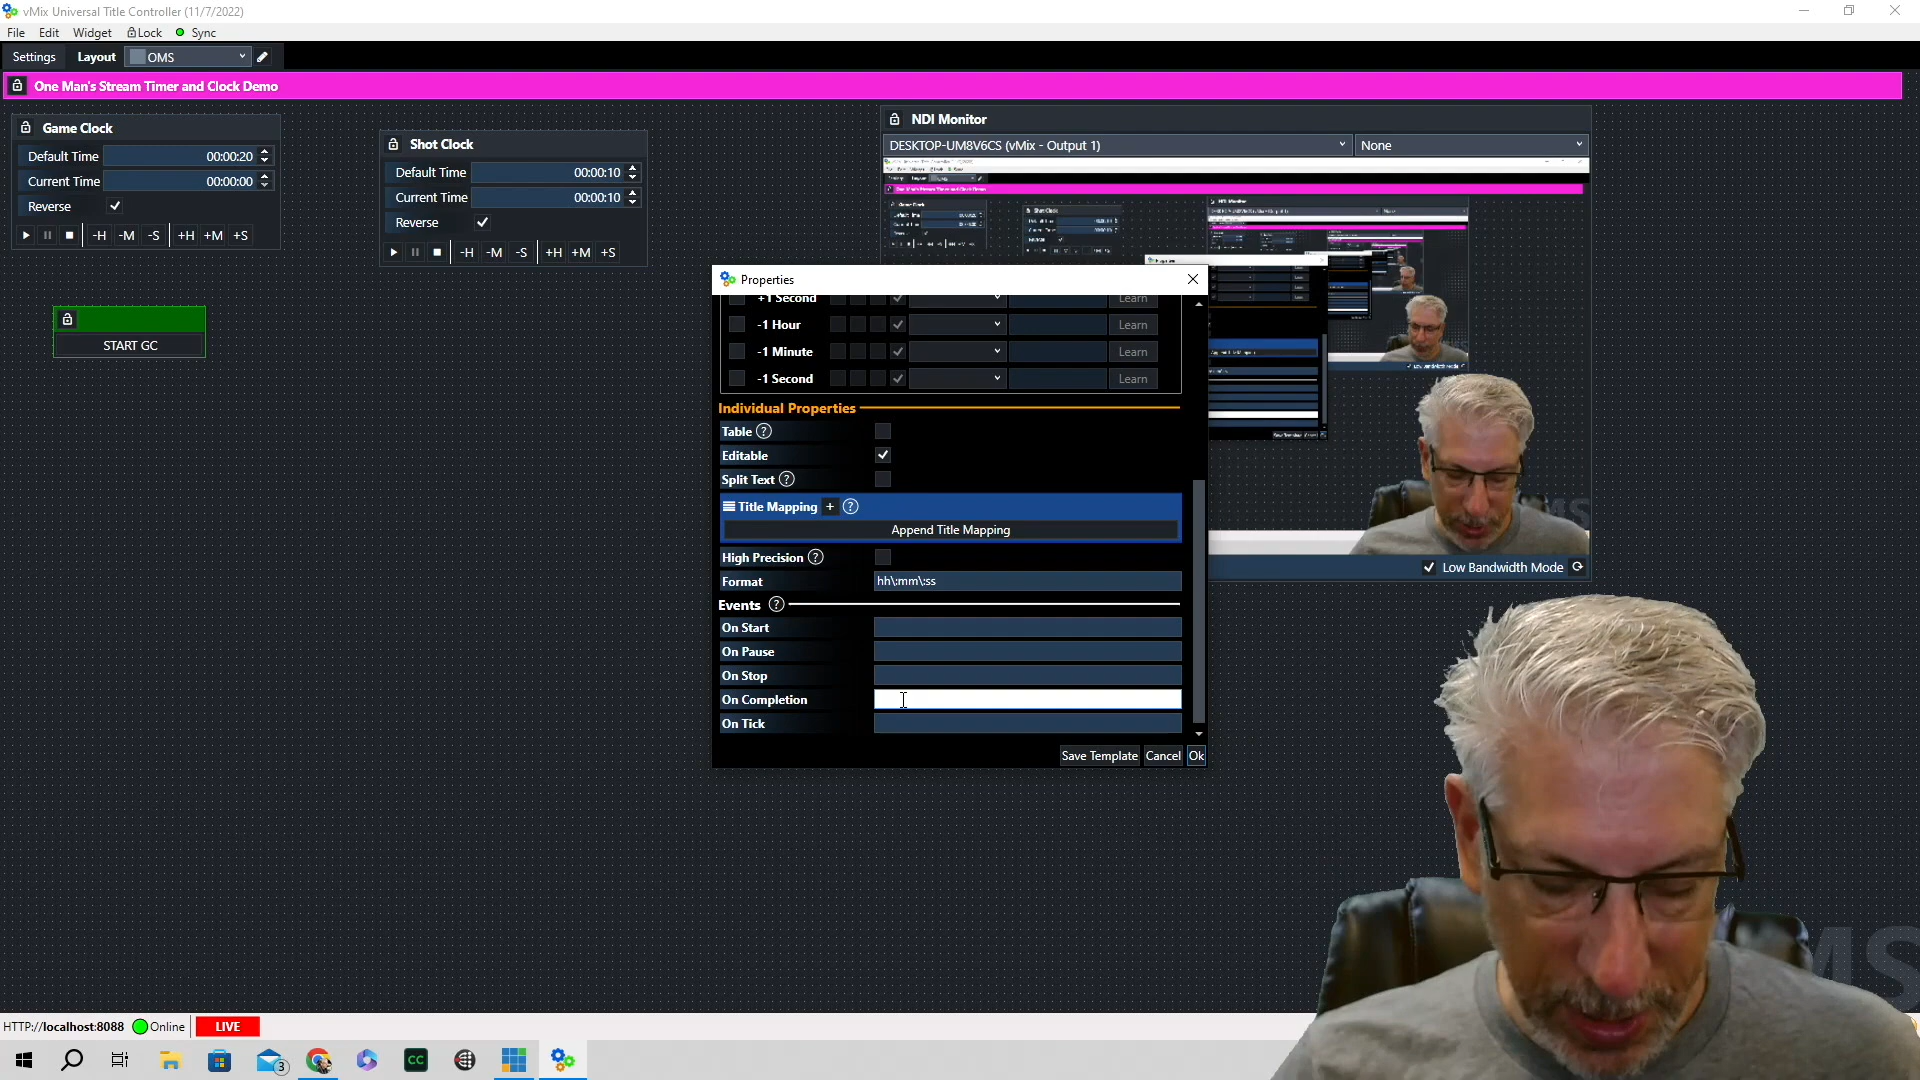 vMix Universal Title Controller (11/7/2022)
File Edit Widget Lock Sync
Settings Layout OMS
One Man's Stream Timer and Clock Demo
Game Clock
Default Time 00:00:20
Current Time 00:00:00
Reverse
-H -M -S +H +M +S
Shot Clock
Default Time 00:00:10
Current Time 00:00:10
Reverse
-H -M -S +H +M +S
START GC
NDI Monitor
DESKTOP-UM8V6CS (vMix - Output 1) None
Low Bandwidth Mode
Properties
+1 Second Learn
-1 Hour Learn
-1 Minute Learn
-1 Second Learn
Individual Properties
Table ?
Editable
Split Text ?
Title Mapping + ?
Append Title Mapping
High Precision ?
Format hh\:mm\:ss
Events ?
On Start
On Pause
On Stop
On Completion
On Tick
Save Template Cancel Ok
HTTP://localhost:8088 Online LIVE
3
CC